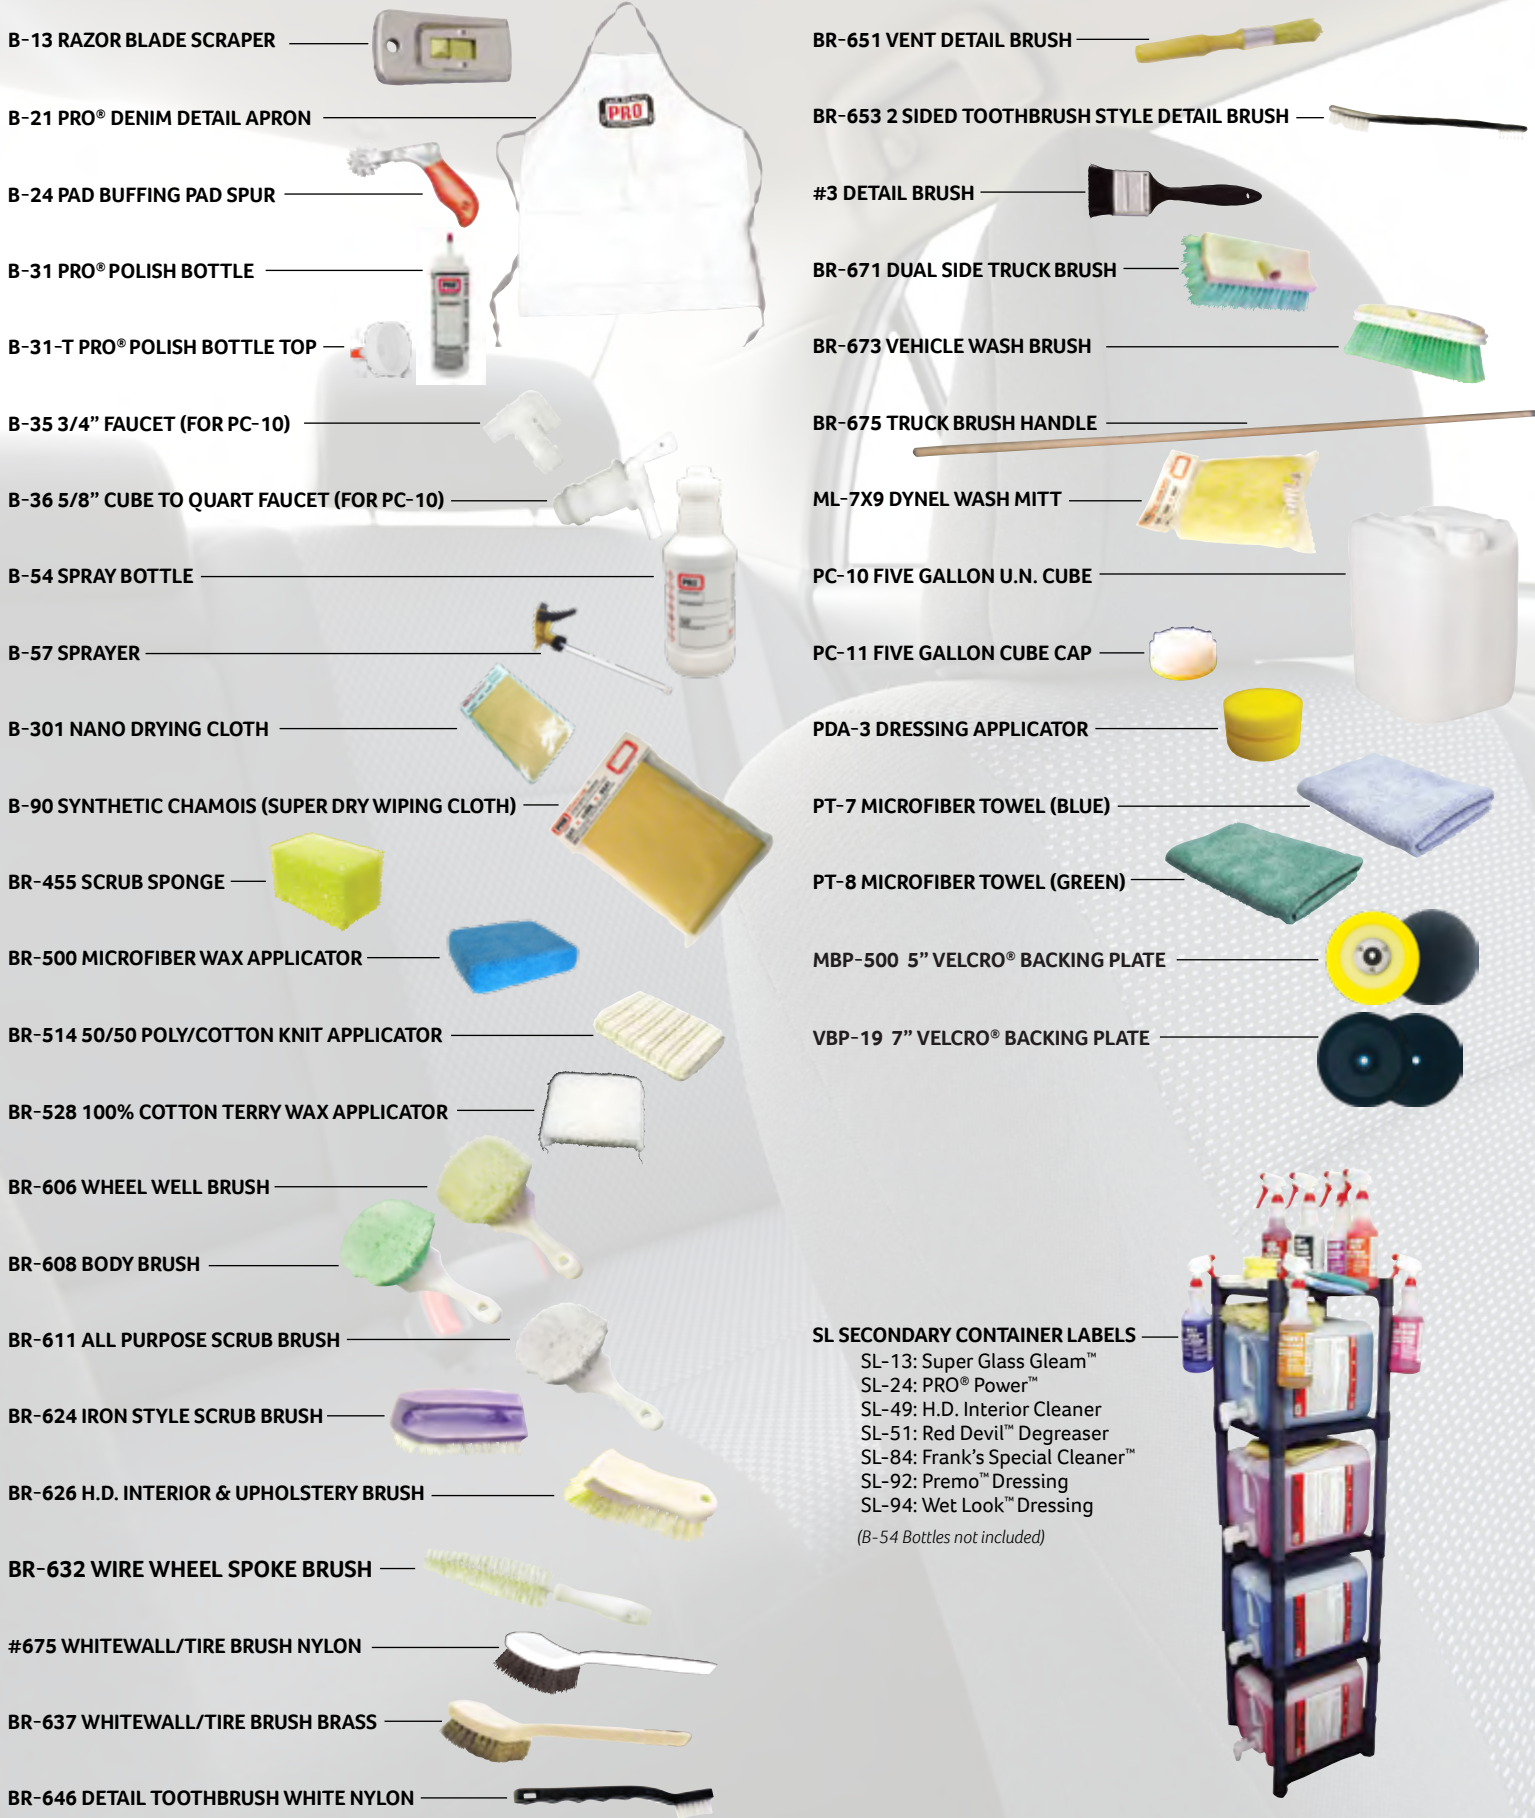 B-13 RAZOR BLADE SCRAPER
B-21 PRO® DENIM DETAIL APRON
PRO
B-24 PAD BUFFING PAD SPUR
B-31 PRO® POLISH BOTTLE
PRO
B-31-T PRO® POLISH BOTTLE TOP
B-35 3/4” FAUCET (FOR PC-10)
B-36 5/8” CUBE TO QUART FAUCET (FOR PC-10)
B-54 SPRAY BOTTLE
PRO
B-57 SPRAYER
B-301 NANO DRYING CLOTH
B-90 SYNTHETIC CHAMOIS (SUPER DRY WIPING CLOTH)
BR-455 SCRUB SPONGE
BR-500 MICROFIBER WAX APPLICATOR
BR-514 50/50 POLY/COTTON KNIT APPLICATOR
BR-528 100% COTTON TERRY WAX APPLICATOR
BR-606 WHEEL WELL BRUSH
BR-608 BODY BRUSH
BR-611 ALL PURPOSE SCRUB BRUSH
BR-624 IRON STYLE SCRUB BRUSH
BR-626 H.D. INTERIOR & UPHOLSTERY BRUSH
BR-632 WIRE WHEEL SPOKE BRUSH
#675 WHITEWALL/TIRE BRUSH NYLON
BR-637 WHITEWALL/TIRE BRUSH BRASS
BR-646 DETAIL TOOTHBRUSH WHITE NYLON
BR-651 VENT DETAIL BRUSH
BR-653 2 SIDED TOOTHBRUSH STYLE DETAIL BRUSH
#3 DETAIL BRUSH
BR-671 DUAL SIDE TRUCK BRUSH
BR-673 VEHICLE WASH BRUSH
BR-675 TRUCK BRUSH HANDLE
ML-7X9 DYNEL WASH MITT
PC-10 FIVE GALLON U.N. CUBE
PC-11 FIVE GALLON CUBE CAP
PDA-3 DRESSING APPLICATOR
PT-7 MICROFIBER TOWEL (BLUE)
PT-8 MICROFIBER TOWEL (GREEN)
MBP-500 5” VELCRO® BACKING PLATE
VBP-19 7” VELCRO® BACKING PLATE
SL SECONDARY CONTAINER LABELS
SL-13: Super Glass Gleam™
SL-24: PRO® Power™
SL-49: H.D. Interior Cleaner
SL-51: Red Devil™ Degreaser
SL-84: Frank’s Special Cleaner™
SL-92: Premo™ Dressing
SL-94: Wet Look™ Dressing
(B-54 Bottles not included)